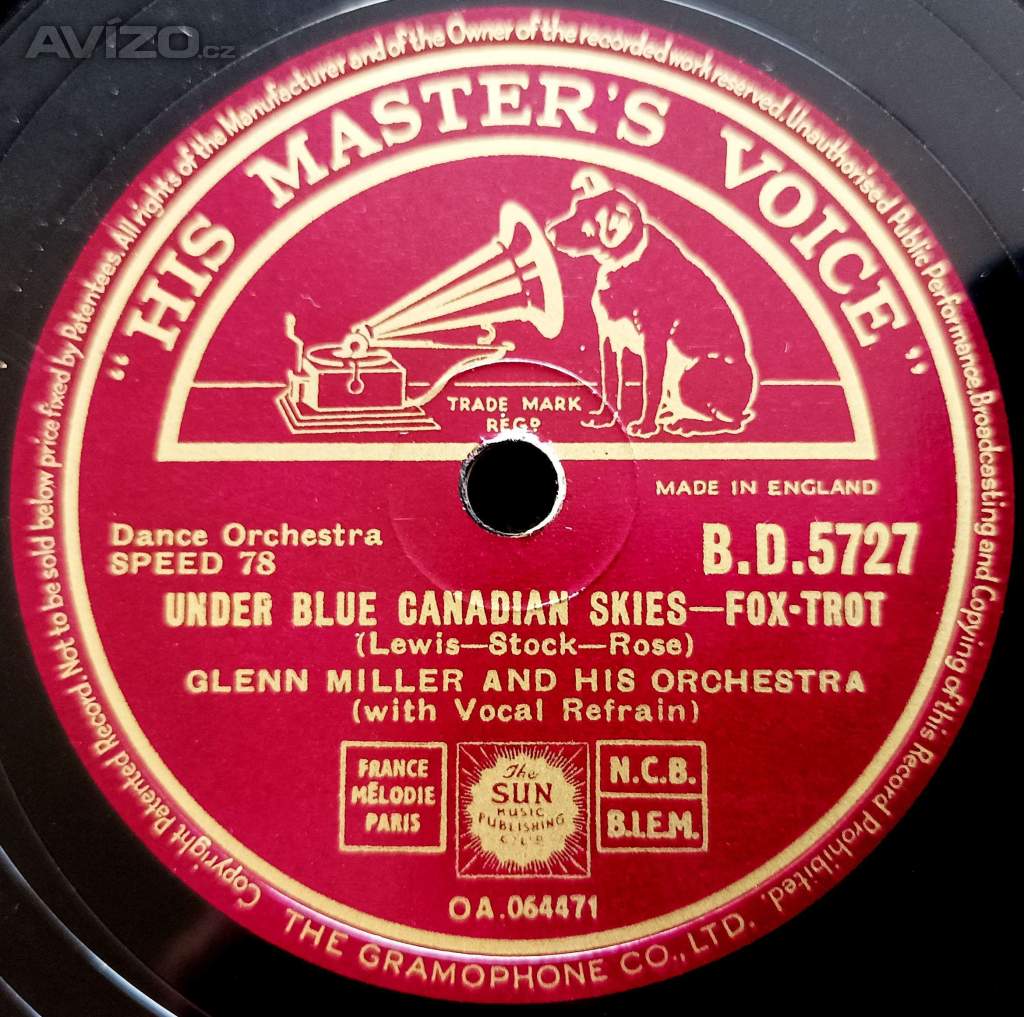 AVÍZO.cz
Copyright Patented Record. Not to be sold below price fixed by Patentees. All rights of the Manufacturer and of the Owner of the recorded work reserved. Unauthorised Public Performance, Broadcasting and Copying of this Record Prohibited.
"HIS MASTER'S VOICE"
TRADE MARK
REGD
MADE IN ENGLAND
Dance Orchestra
B.D.5727
SPEED 78
UNDER BLUE CANADIAN SKIES—FOX-TROT
(Lewis—Stock—Rose)
GLENN MILLER AND HIS ORCHESTRA
(with Vocal Refrain)
FRANCE
MÉLODIE
PARIS
The
SUN
MUSIC
PUBLISHING
N.C.B.
B.I.E.M.
OA.064471
THE GRAMOPHONE CO., LTD.